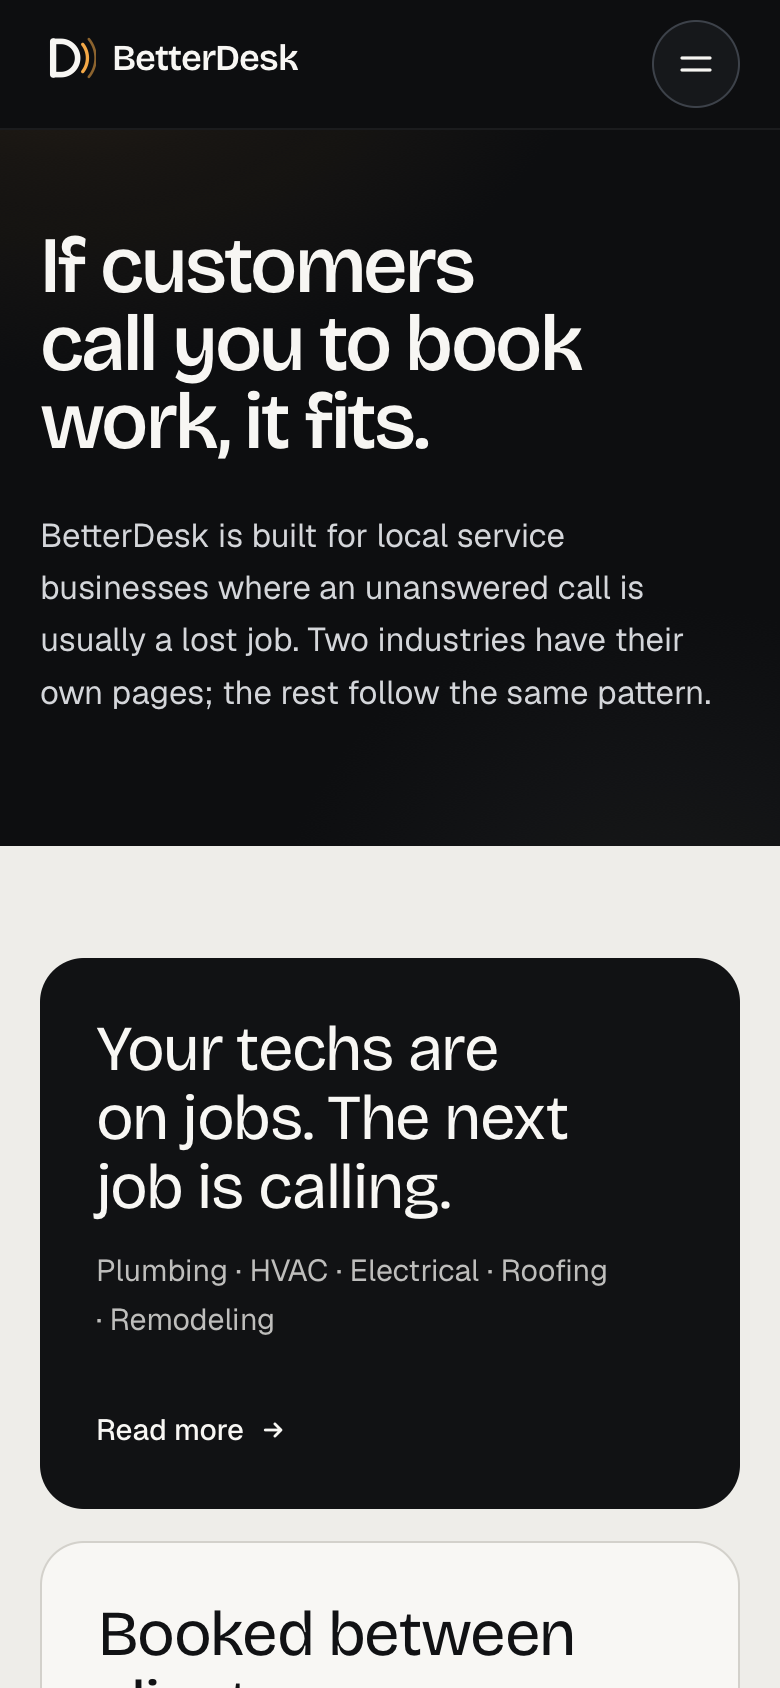 BetterDesk
If customers
call you to book
work, it fits.
BetterDesk is built for local service
businesses where an unanswered call is
usually a lost job. Two industries have their
own pages; the rest follow the same pattern.
Your techs are
on jobs. The next
job is calling.
Plumbing · HVAC · Electrical · Roofing
· Remodeling
Read more →
Booked between